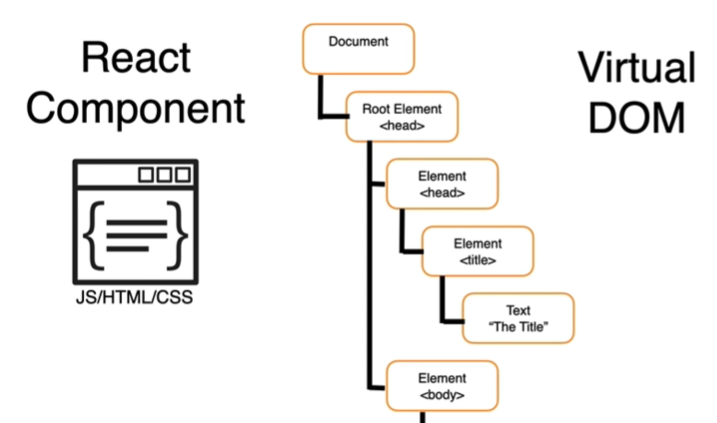 React
Component
JS/HTML/CSS
Document
Root Element
<head>
Element
<head>
Element
<title>
Text
“The Title”
Element
<body>
Virtual
DOM